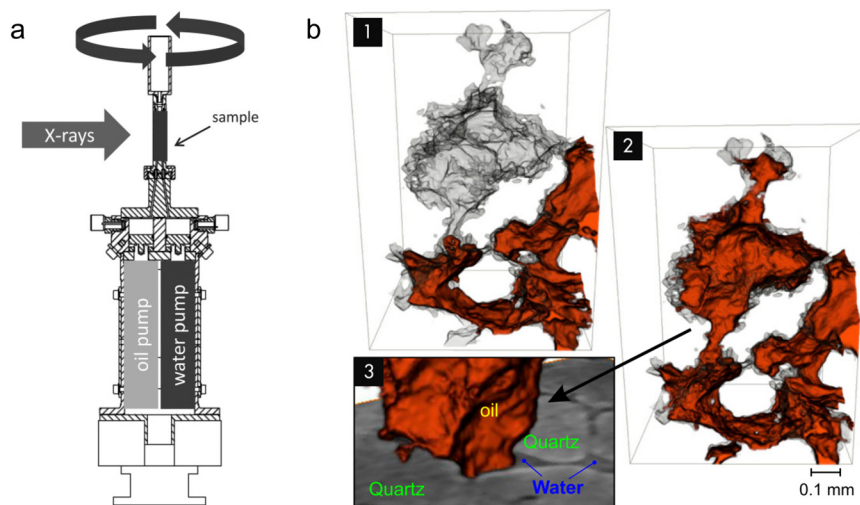 a
X-rays
sample
oil pump
water pump
b
1
2
3
oil
Quartz
Quartz
Water
0.1 mm